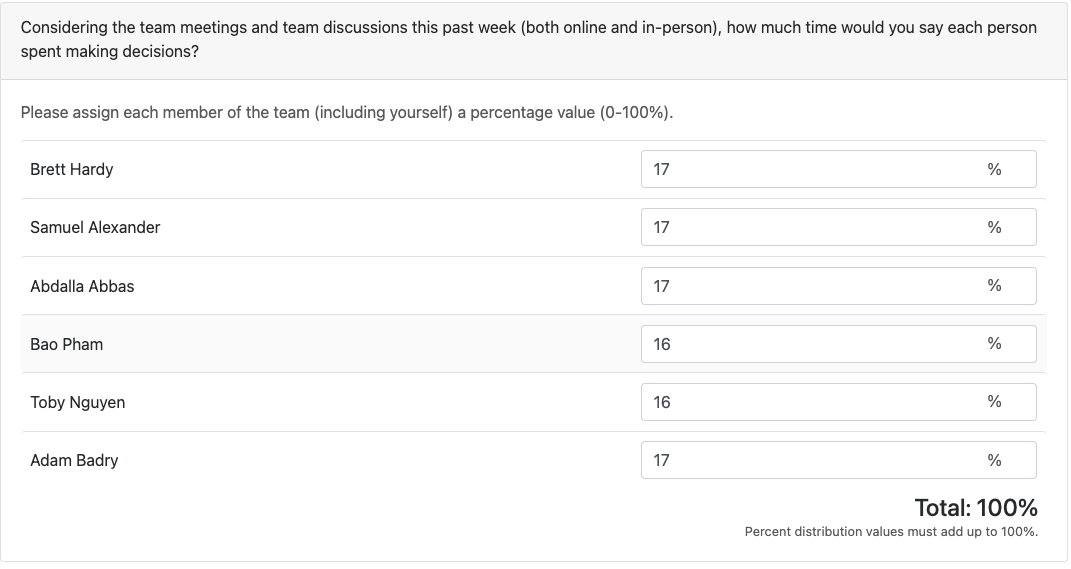 Considering the team meetings and team discussions this past week (both online and in-person), how much time would you say each person
spent making decisions?
Please assign each member of the team (including yourself) a percentage value (0-100%).
Brett Hardy 17 %
Samuel Alexander 17 %
Abdalla Abbas 17 %
Bao Pham 16 %
Toby Nguyen 16 %
Adam Badry 17 %
Total: 100%
Percent distribution values must add up to 100%.